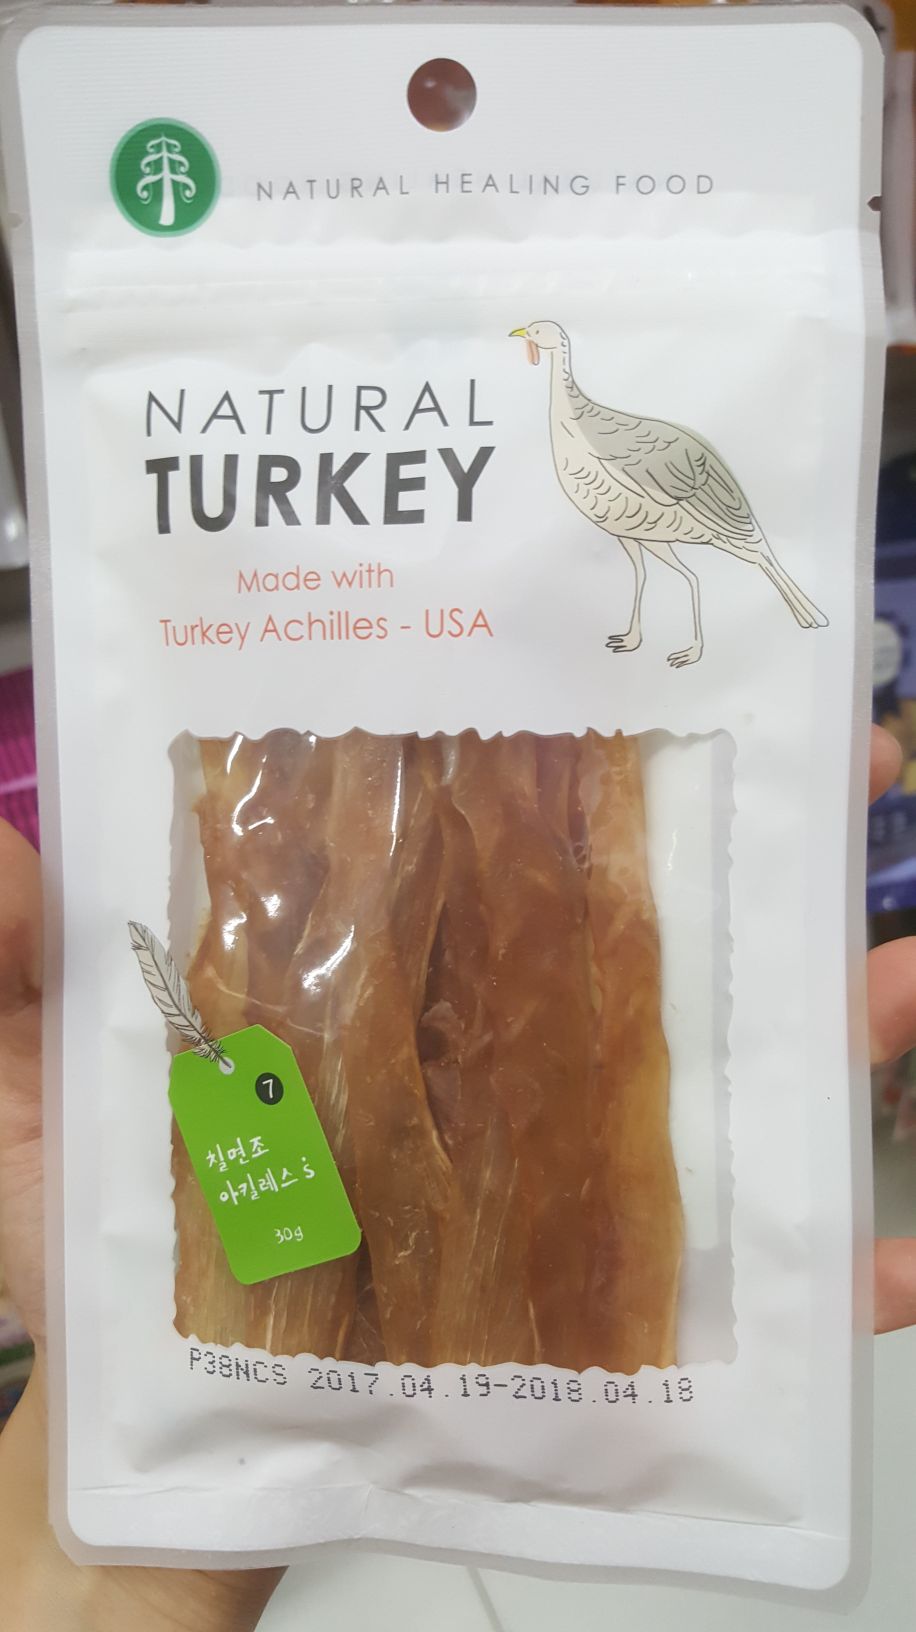 NATURAL HEALING FOOD
NATURAL
TURKEY
Made with
Turkey Achilles - USA
7
칠면조
아킬레스's
30g
P38NCS 2017.04.19-2018.04.18